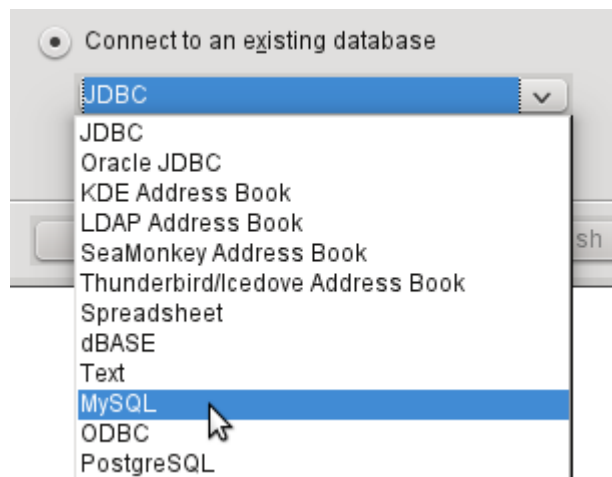 Connect to an existing database
JDBC
JDBC
Oracle JDBC
KDE Address Book
LDAP Address Book
SeaMonkey Address Book
sh
Thunderbird/Icedove Address Book
Spreadsheet
dBASE
Text
MySQL
ODBC
PostgreSQL